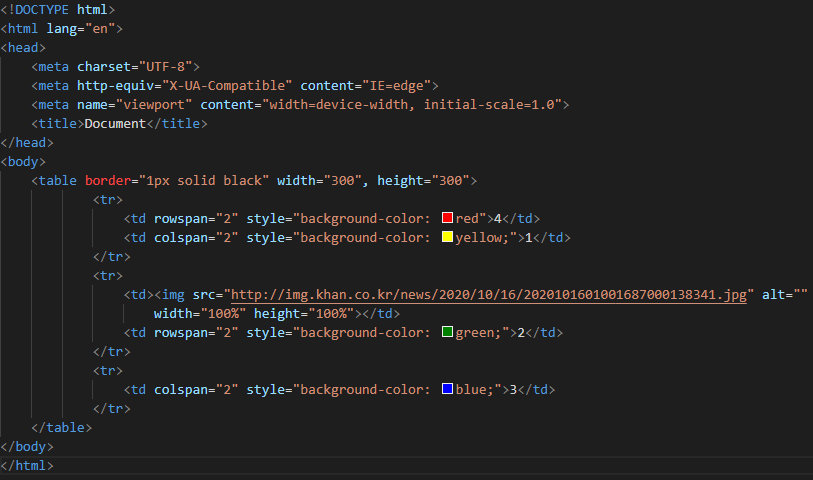 <!DOCTYPE html>
<html lang="en">
<head>
    <meta charset="UTF-8">
    <meta http-equiv="X-UA-Compatible" content="IE=edge">
    <meta name="viewport" content="width=device-width, initial-scale=1.0">
    <title>Document</title>
</head>
<body>
    <table border="1px solid black" width="300", height="300">
            <tr>
                <td rowspan="2" style="background-color: red">4</td>
                <td colspan="2" style="background-color: yellow;">1</td>
            </tr>
            <tr>
                <td><img src="http://img.khan.co.kr/news/2020/10/16/2020101601001687000138341.jpg" alt=""
                    width="100%" height="100%"></td>
                <td rowspan="2" style="background-color: green;">2</td>
            </tr>
            <tr>
                <td colspan="2" style="background-color: blue;">3</td>
            </tr>
    </table>
</body>
</html>